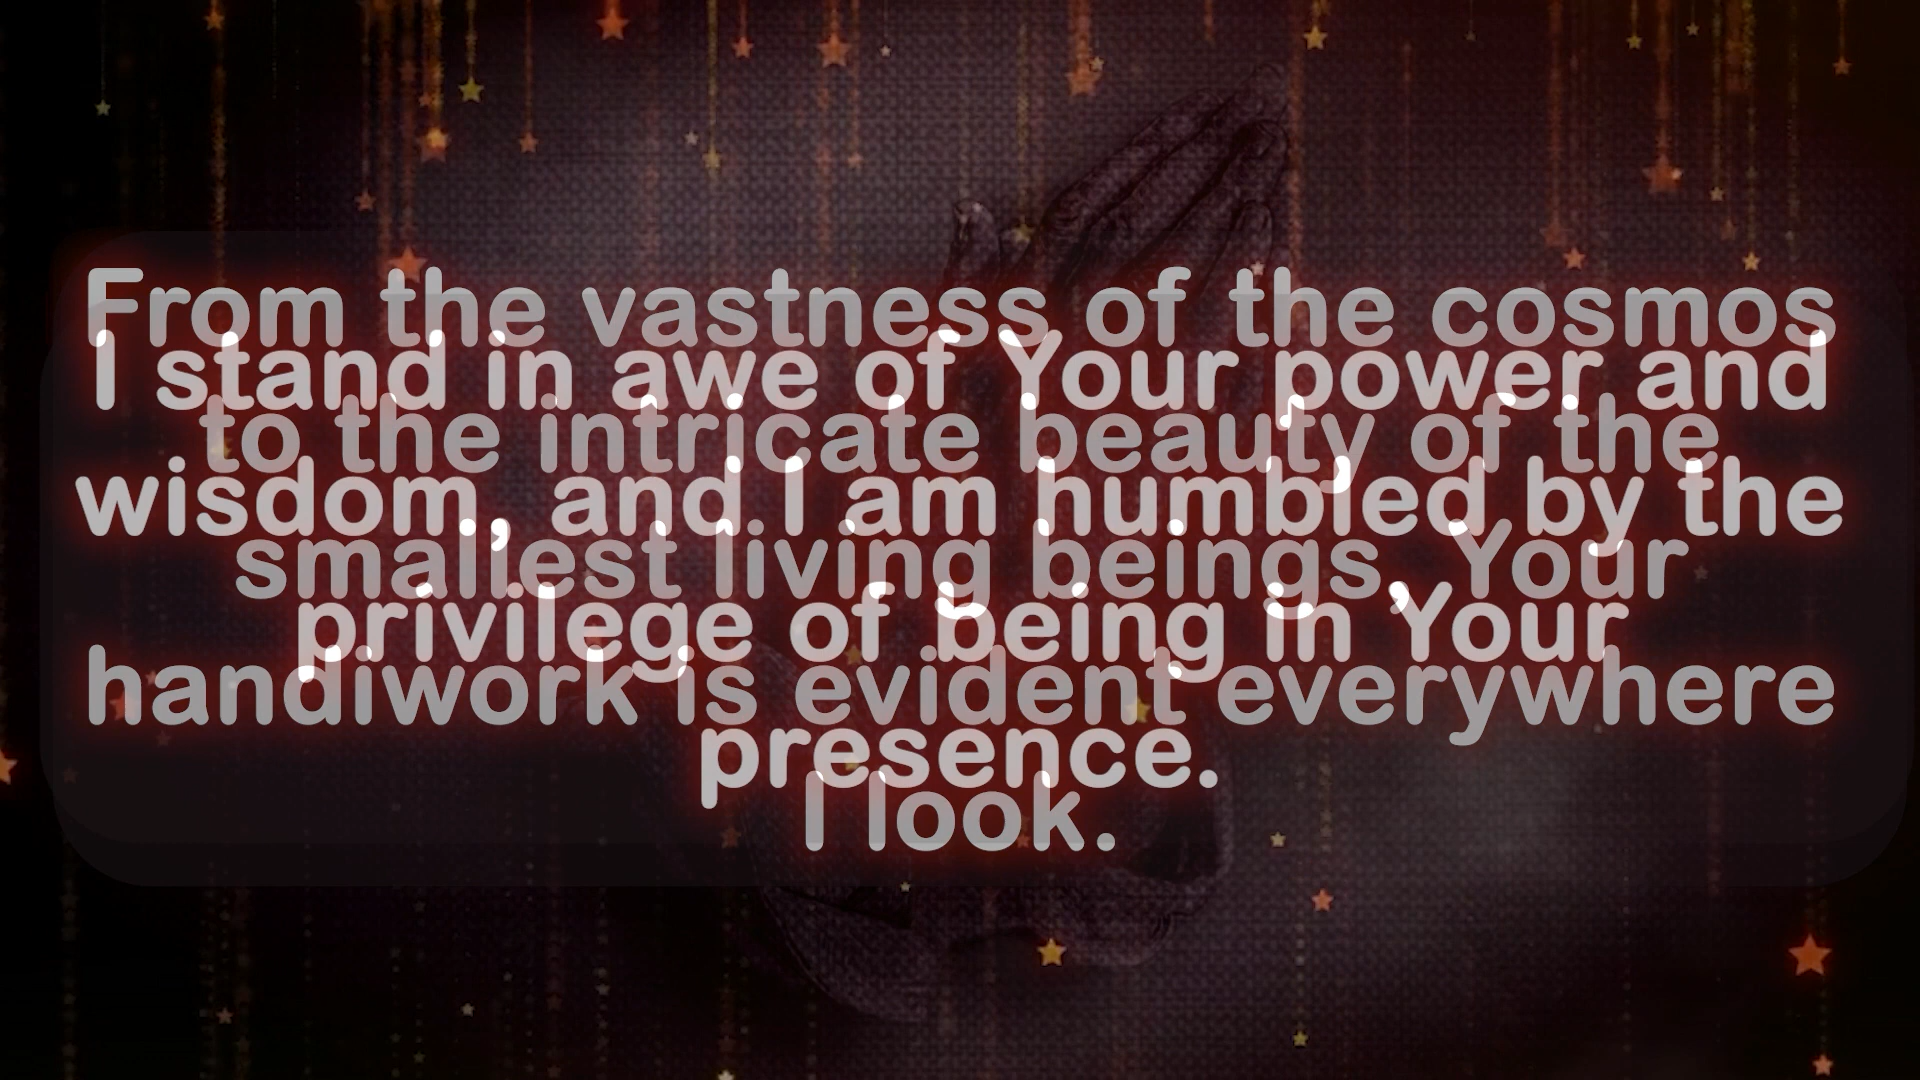 From the vastness of the cosmos
to the intricate beauty of the
smallest living beings, Your
handiwork is evident everywhere
I look.
I stand in awe of Your power and
wisdom, and I am humbled by the
privilege of being in Your
presence.